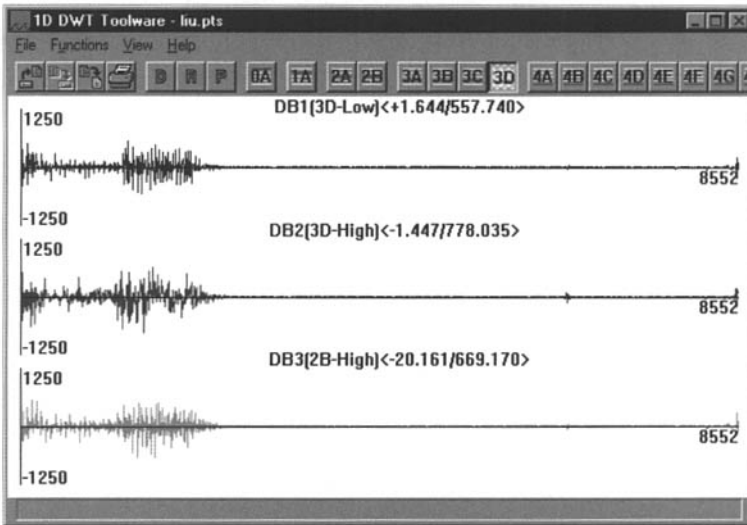 1D DWT Toolware - liu.pts
File Functions View Help
D R P 0A 1A 2A 2B 3A 3B 3C 3D 4A 4B 4C 4D 4E 4F 4G
DB1(3D-Low)<+1.644/557.740>
1250
8552
-1250
DB2(3D-High)<-1.447/778.035>
1250
8552
-1250
DB3(2B-High)<-20.161/669.170>
1250
8552
-1250